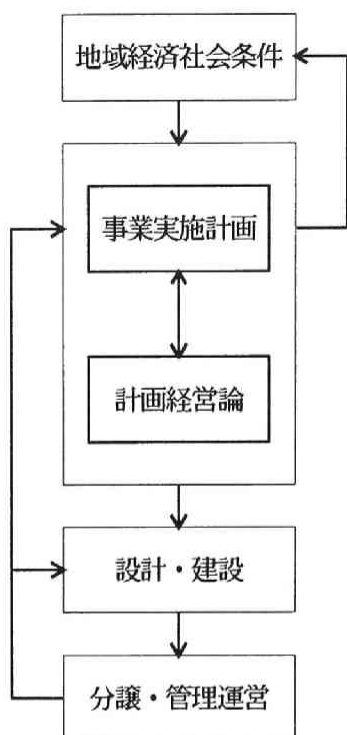 地域経済社会条件
事業実施計画
計画経営論
設計・建設
分譲・管理運営